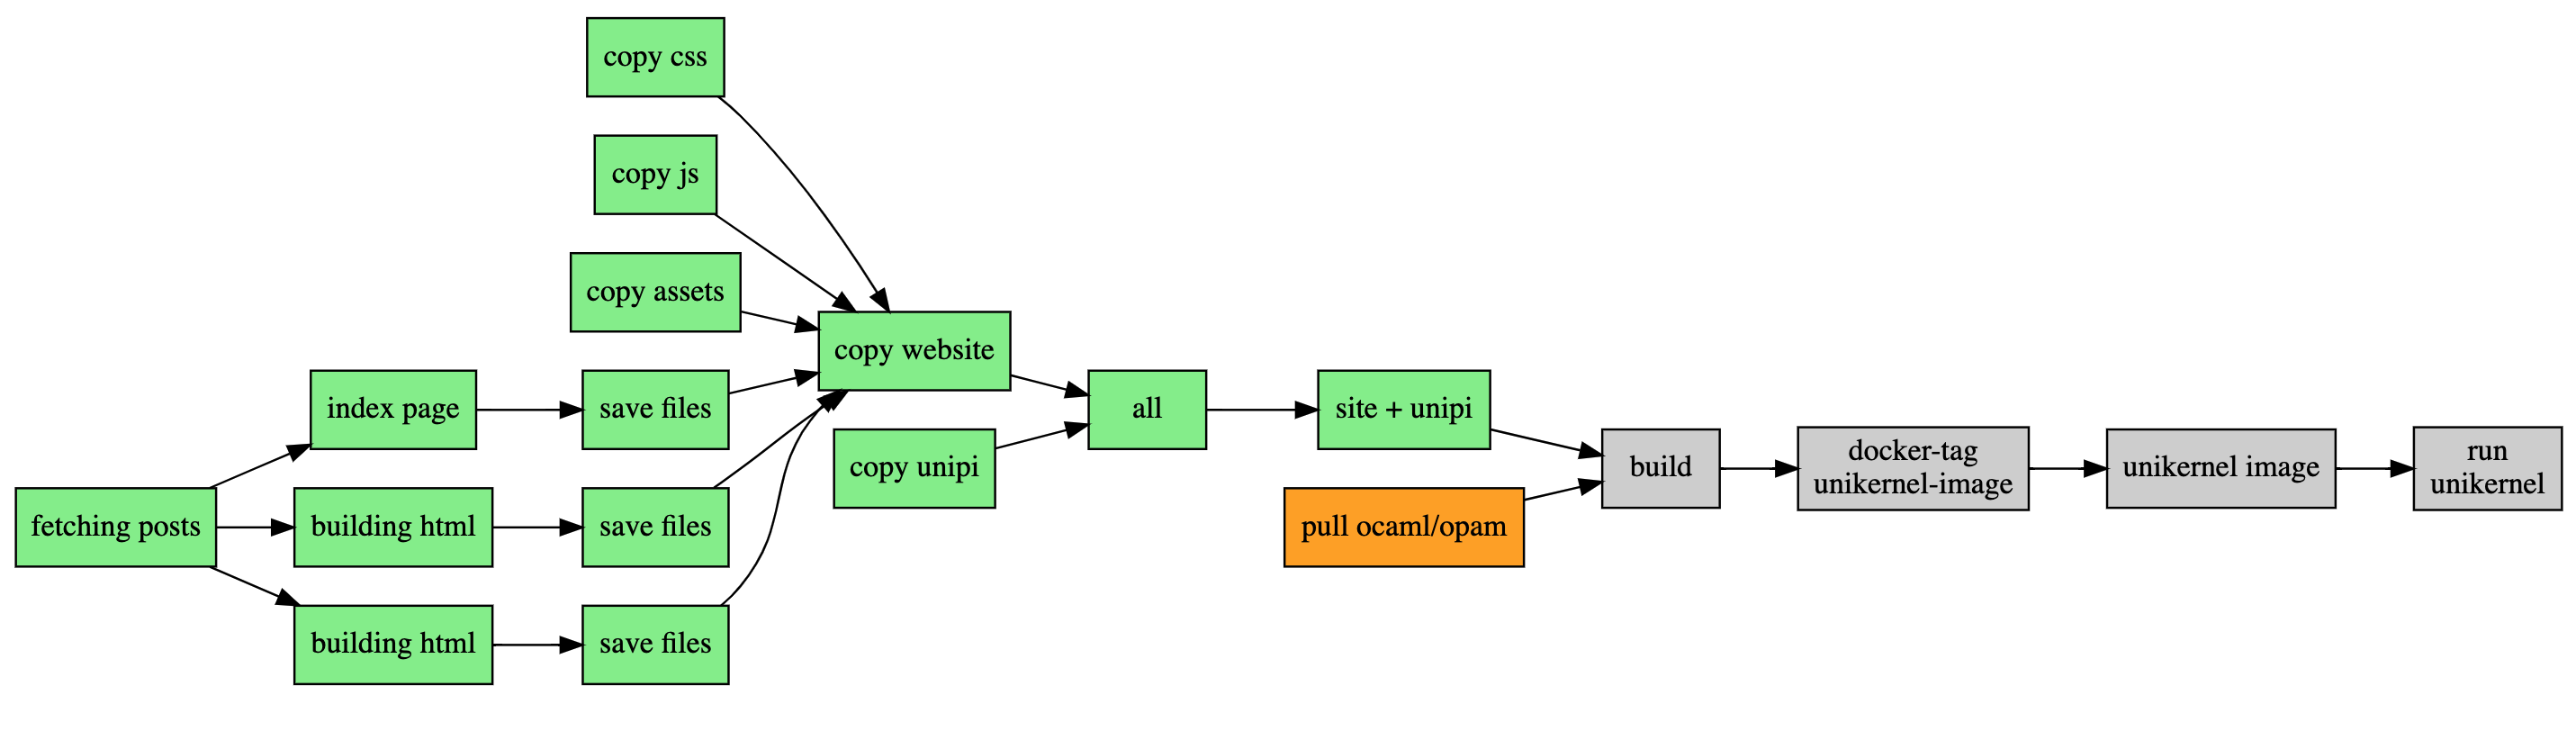 copy css
copy js
copy assets
copy website
index page
save files
all
site + unipi
copy unipi
build
docker-tag
unikernel-image
unikernel image
run
unikernel
fetching posts
building html
save files
pull ocaml/opam
building html
save files